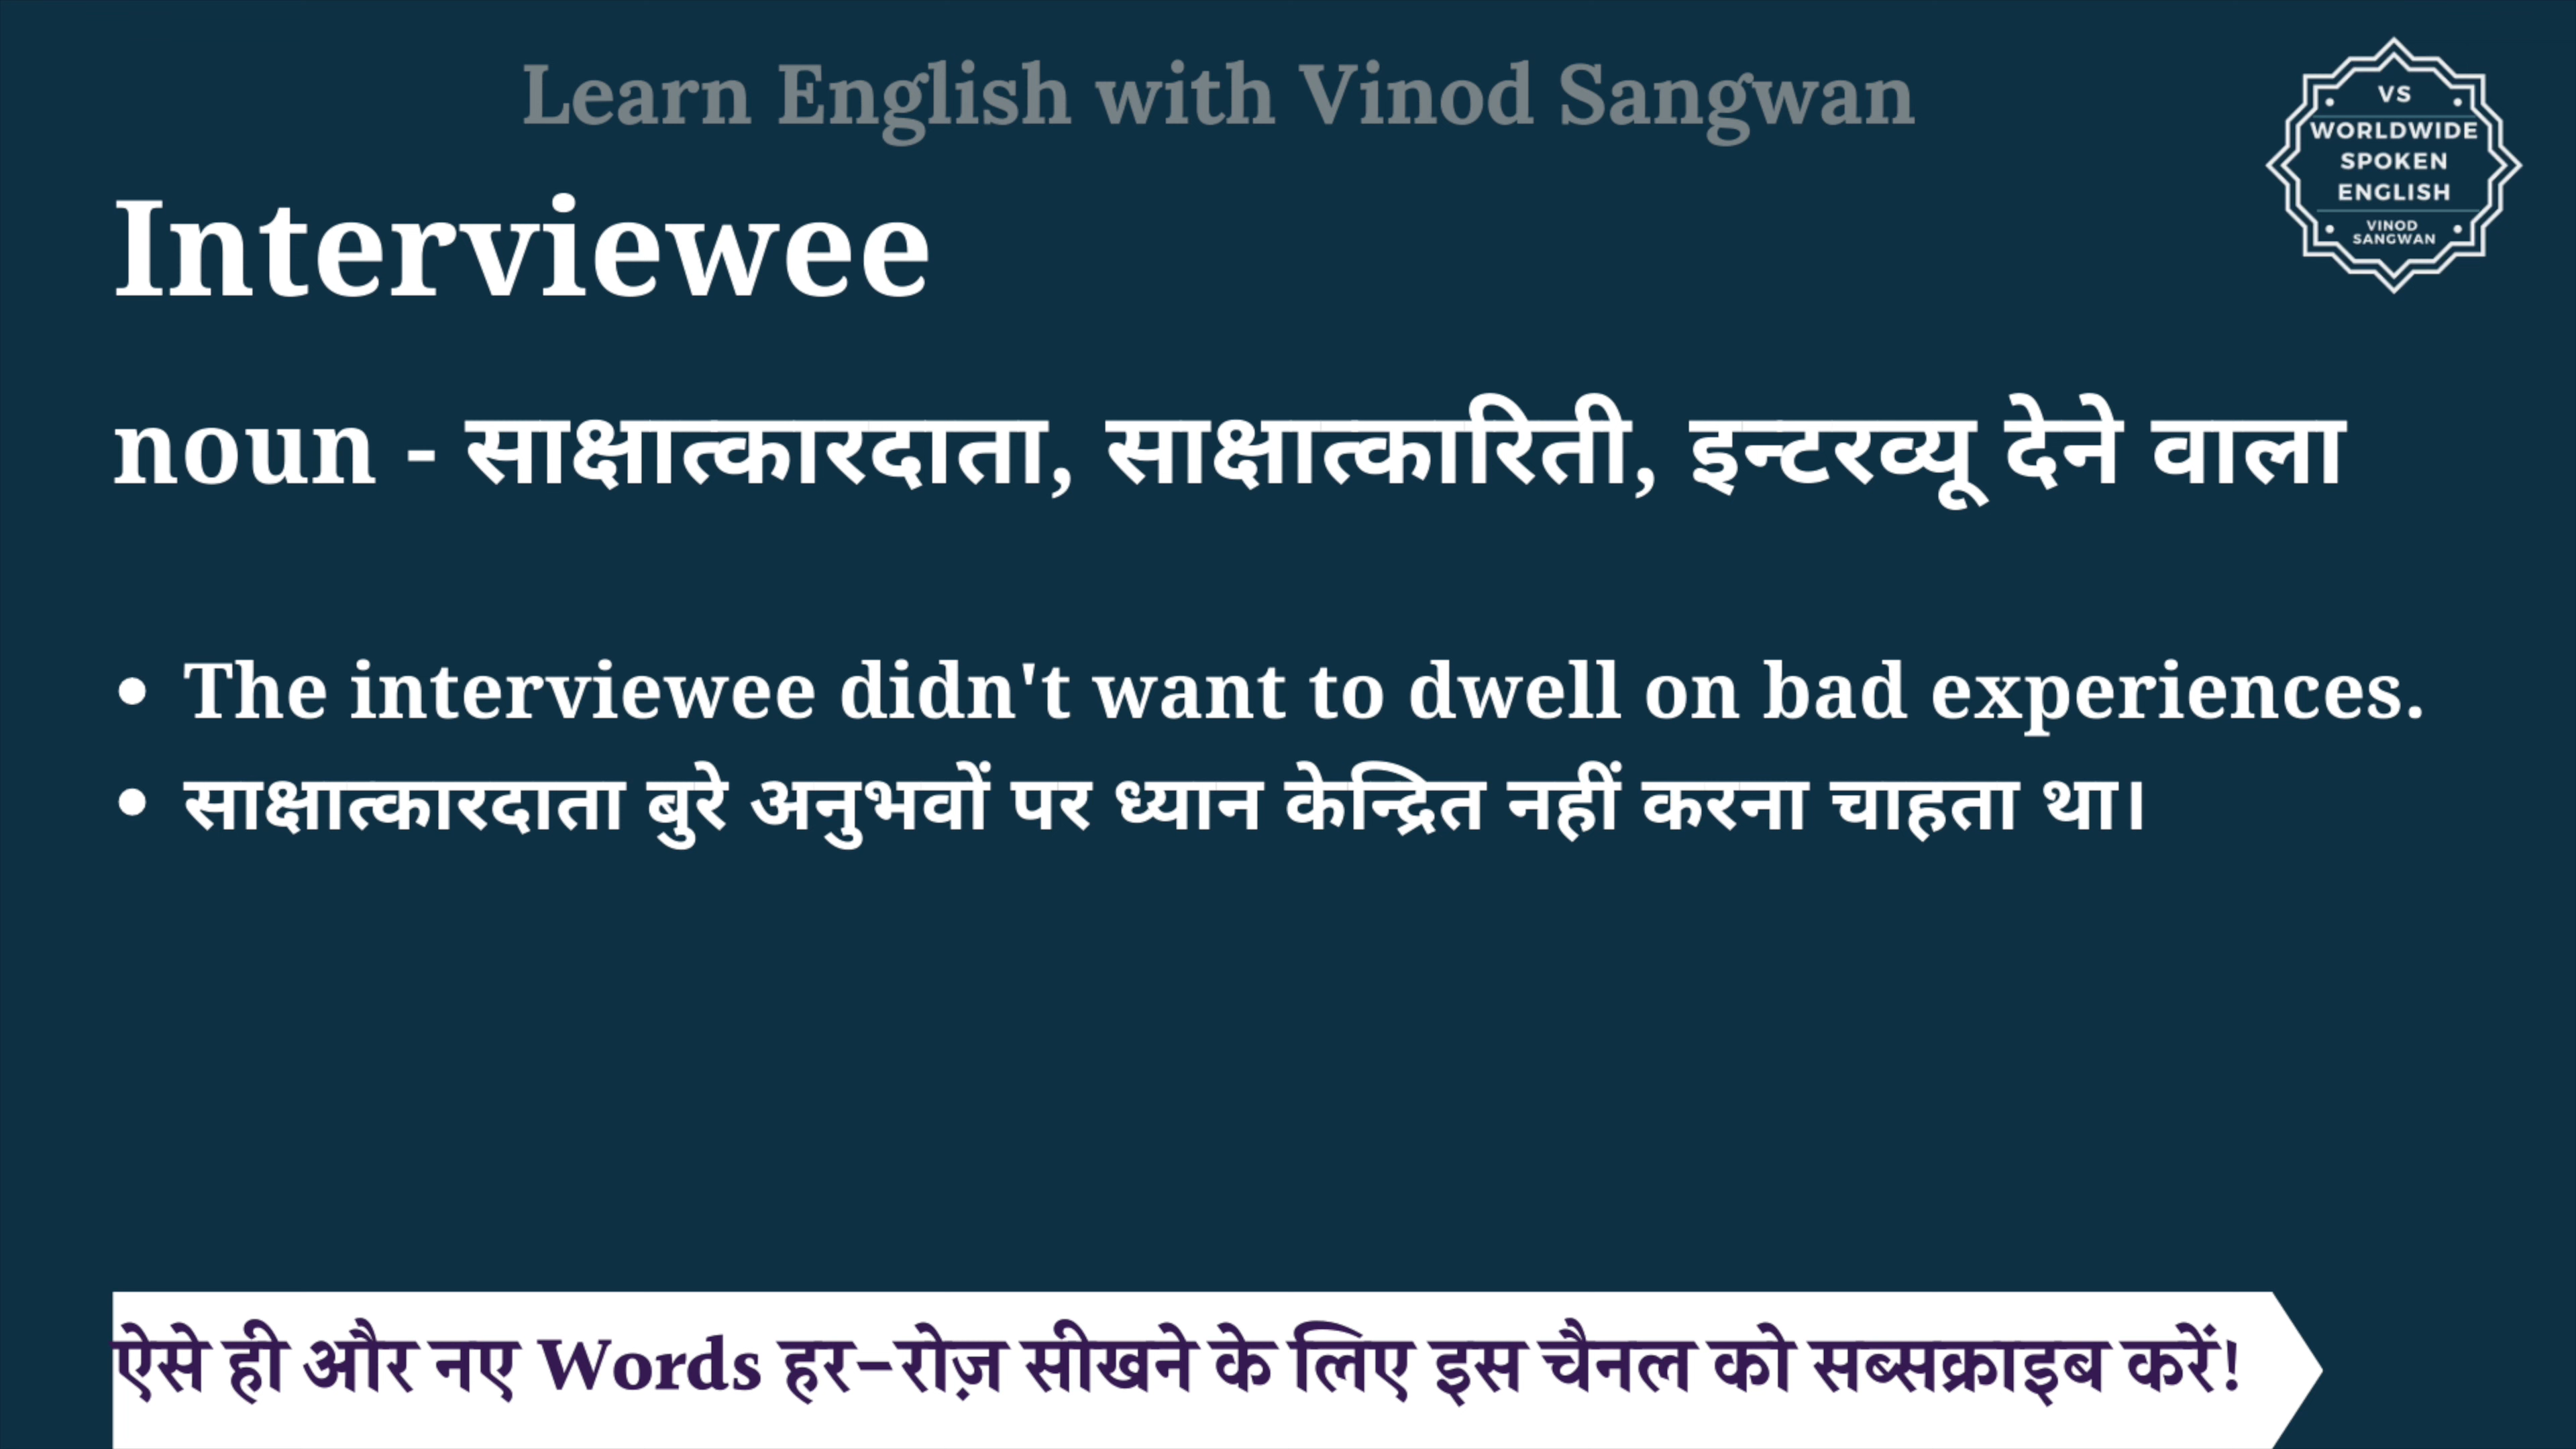 Learn English with Vinod Sangwan
VS
WORLDWIDE
SPOKEN
ENGLISH
VINOD
SANGWAN
Interviewee
noun - साक्षात्कारदाता, साक्षात्कारिती, इन्टरव्यू देने वाला
• The interviewee didn't want to dwell on bad experiences.
• साक्षात्कारदाता बुरे अनुभवों पर ध्यान केन्द्रित नहीं करना चाहता था।
ऐसे ही और नए Words हर-रोज़ सीखने के लिए इस चैनल को सब्सक्राइब करें!